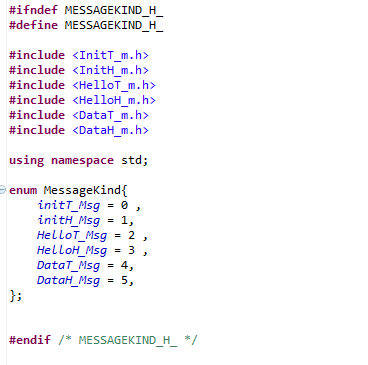 #ifndef MESSAGEKIND_H_
#define MESSAGEKIND_H_
#include <InitT_m.h>
#include <InitH_m.h>
#include <HelloT_m.h>
#include <HelloH_m.h>
#include <DataT_m.h>
#include <DataH_m.h>
using namespace std;
enum MessageKind{
initT_Msg = 0 ,
initH_Msg = 1,
HelloT_Msg = 2 ,
HelloH_Msg = 3 ,
DataT_Msg = 4,
DataH_Msg = 5,
};
#endif /* MESSAGEKIND_H_ */